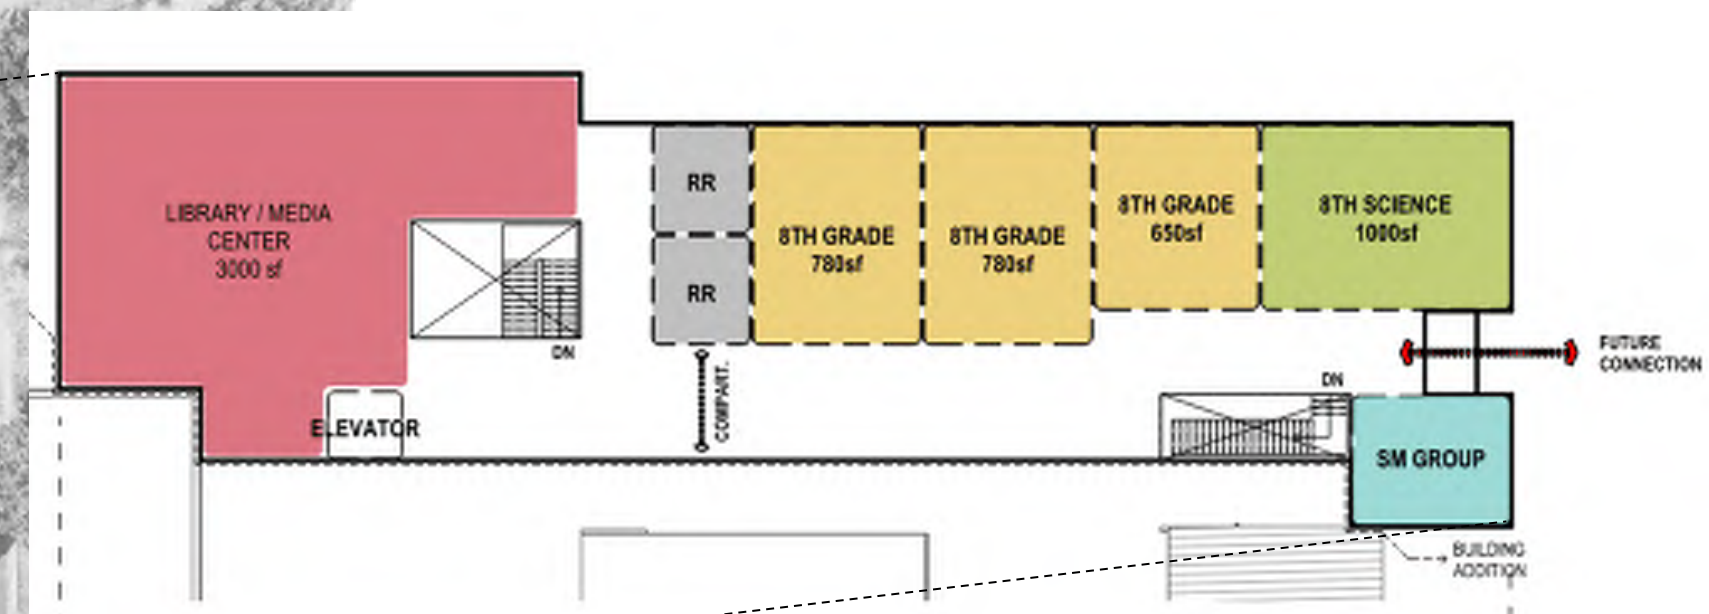 LIBRARY / MEDIA
CENTER
3000 sf
DN
ELEVATOR
RR
RR
COMPART.
8TH GRADE
780sf
8TH GRADE
780sf
8TH GRADE
650sf
8TH SCIENCE
1000sf
FUTURE
CONNECTION
DN
SM GROUP
BUILDING
ADDITION